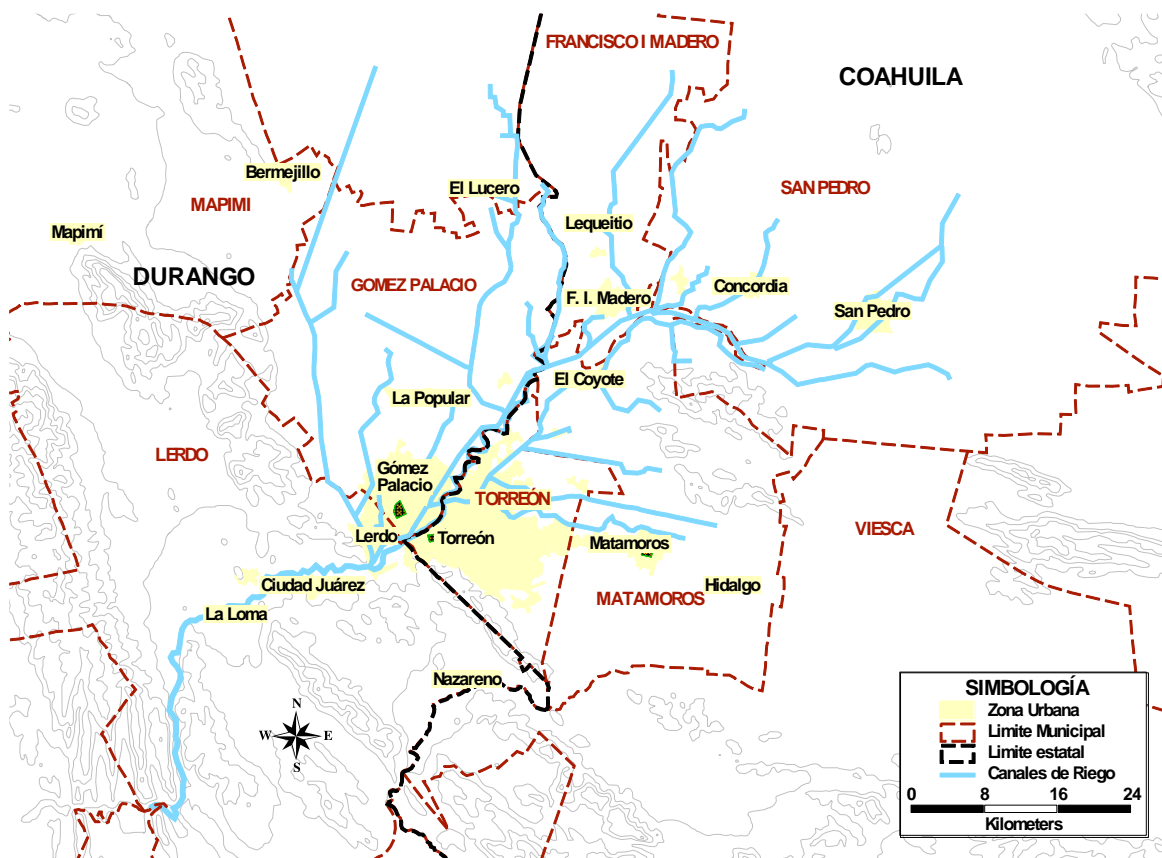 FRANCISCO I MADERO
COAHUILA
Bermejillo
El Lucero
SAN PEDRO
MAPIMI
Mapimí
Lequeitio
DURANGO
GOMEZ PALACIO
Concordia
F. I. Madero
San Pedro
El Coyote
La Popular
LERDO
Gómez
Palacio
TORREÓN
VIESCA
Lerdo
Torreón
Matamoros
Ciudad Juárez
Hidalgo
MATAMOROS
La Loma
Nazareno
N
W
E
S
SIMBOLOGÍA
Zona Urbana
Limite Municipal
Limite estatal
Canales de Riego
0 8 16 24
Kilometers